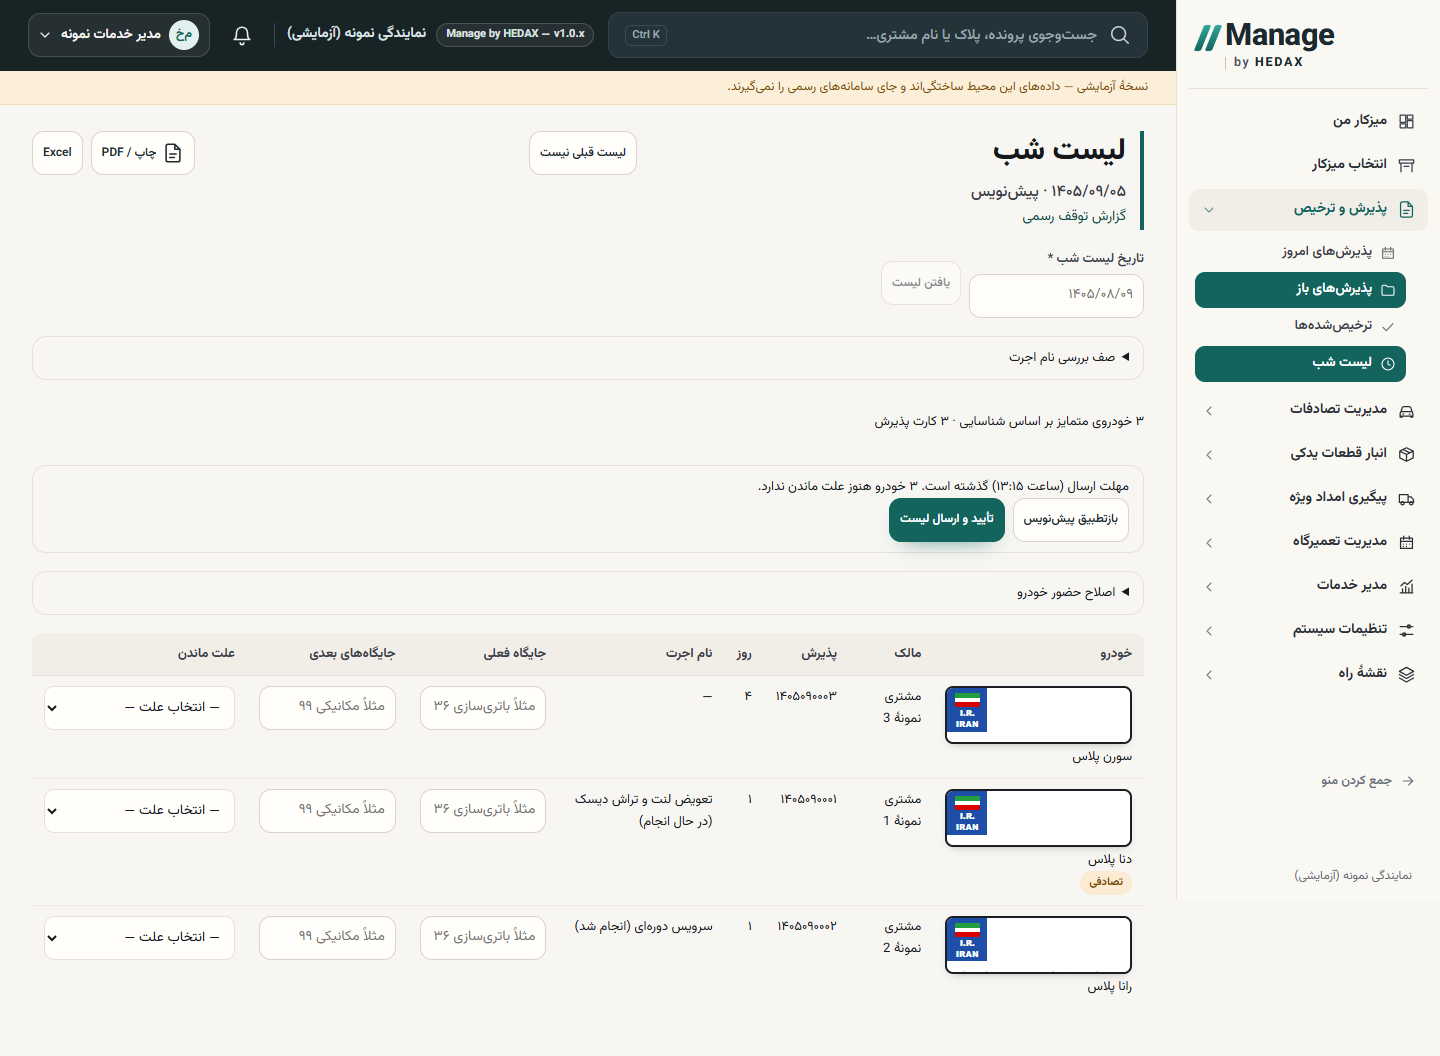 Manage
by HEDAX
میزکار من
انتخاب میزکار
پذیرش و ترخیص
پذیرش‌های امروز
پذیرش‌های باز
ترخیص‌شده‌ها
لیست شب
مدیریت تصادفات
انبار قطعات یدکی
پیگیری امداد ویژه
مدیریت تعمیرگاه
مدیر خدمات
تنظیمات سیستم
نقشهٔ راه
جمع کردن منو
نمایندگی نمونه (آزمایشی)
جست‌وجوی پرونده، پلاک یا نام مشتری... Ctrl K
Manage by HEDAX — v1.0.x
نمایندگی نمونه (آزمایشی)
م‌خ مدیر خدمات نمونه
نسخهٔ آزمایشی — داده‌های این محیط ساختگی‌اند و جای سامانه‌های رسمی را نمی‌گیرند.
لیست شب
۱۴۰۵/۰۹/۰۵ · پیش‌نویس
گزارش توقف رسمی
لیست قبلی نیست
چاپ / PDF
Excel
تاریخ لیست شب *
۱۴۰۵/۰۸/۰۹
یافتن لیست
صف بررسی نام اجرت
۳ خودروی متمایز بر اساس شناسایی · ۳ کارت پذیرش
مهلت ارسال (ساعت ۱۳:۱۵) گذشته است. ۳ خودرو هنوز علت ماندن ندارد.
بازتطبیق پیش‌نویس
تأیید و ارسال لیست
اصلاح حضور خودرو
خودرو مالک پذیرش روز نام اجرت جایگاه فعلی جایگاه‌های بعدی علت ماندن
I.R. IRAN
سورن پلاس
مشتری نمونهٔ 3
۱۴۰۵۰۹۰۰۰۳
۴
—
مثلاً باتری‌سازی ۳۶
مثلاً مکانیکی ۹۹
— انتخاب علت —
I.R. IRAN
دنا پلاس
تصادفی
مشتری نمونهٔ 1
۱۴۰۵۰۹۰۰۰۱
۱
تعویض لنت و تراش دیسک (در حال انجام)
مثلاً باتری‌سازی ۳۶
مثلاً مکانیکی ۹۹
— انتخاب علت —
I.R. IRAN
رانا پلاس
مشتری نمونهٔ 2
۱۴۰۵۰۹۰۰۰۲
۱
سرویس دوره‌ای (انجام شد)
مثلاً باتری‌سازی ۳۶
مثلاً مکانیکی ۹۹
— انتخاب علت —